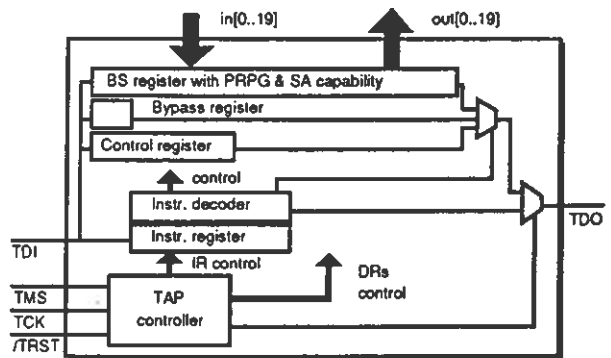 in[0..19] out[0..19]
BS register with PRPG & SA capability
Bypass register
Control register
control
Instr. decoder
Instr. register
TDO
TDI
IR control
DRs
control
TMS
TAP
controller
TCK
/TRST